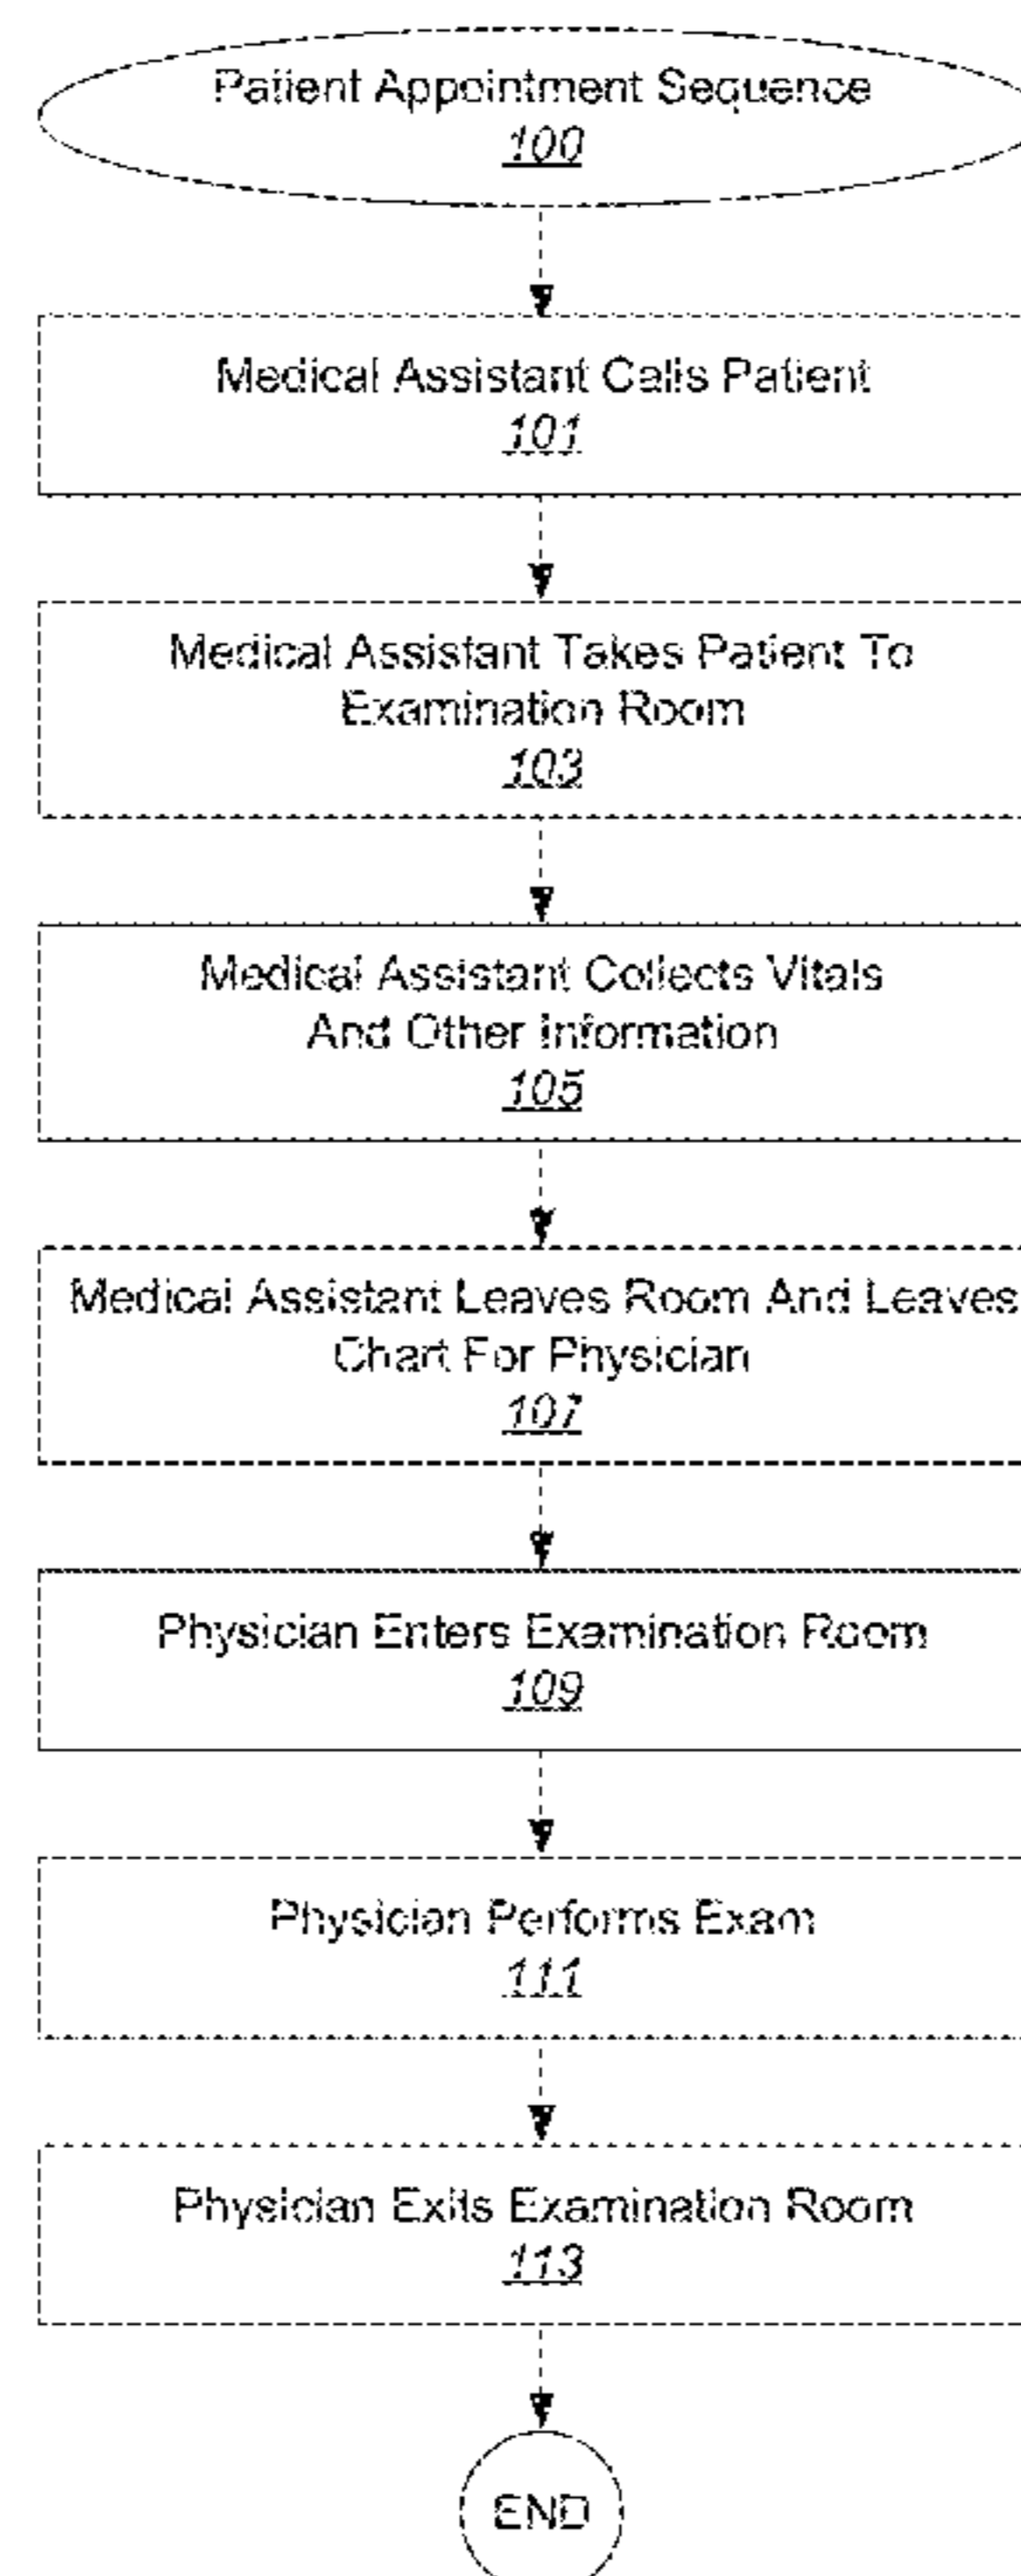 Patient Appointment Sequence
100
Medical Assistant Calls Patient
101
Medical Assistant Takes Patient To
Examination Room
103
Medical Assistant Collects Vitals
And Other Information
105
Medical Assistant Leaves Room And Leaves
Chart For Physician
107
Physician Enters Examination Room
109
Physician Performs Exam
111
Physician Exits Examination Room
113
END